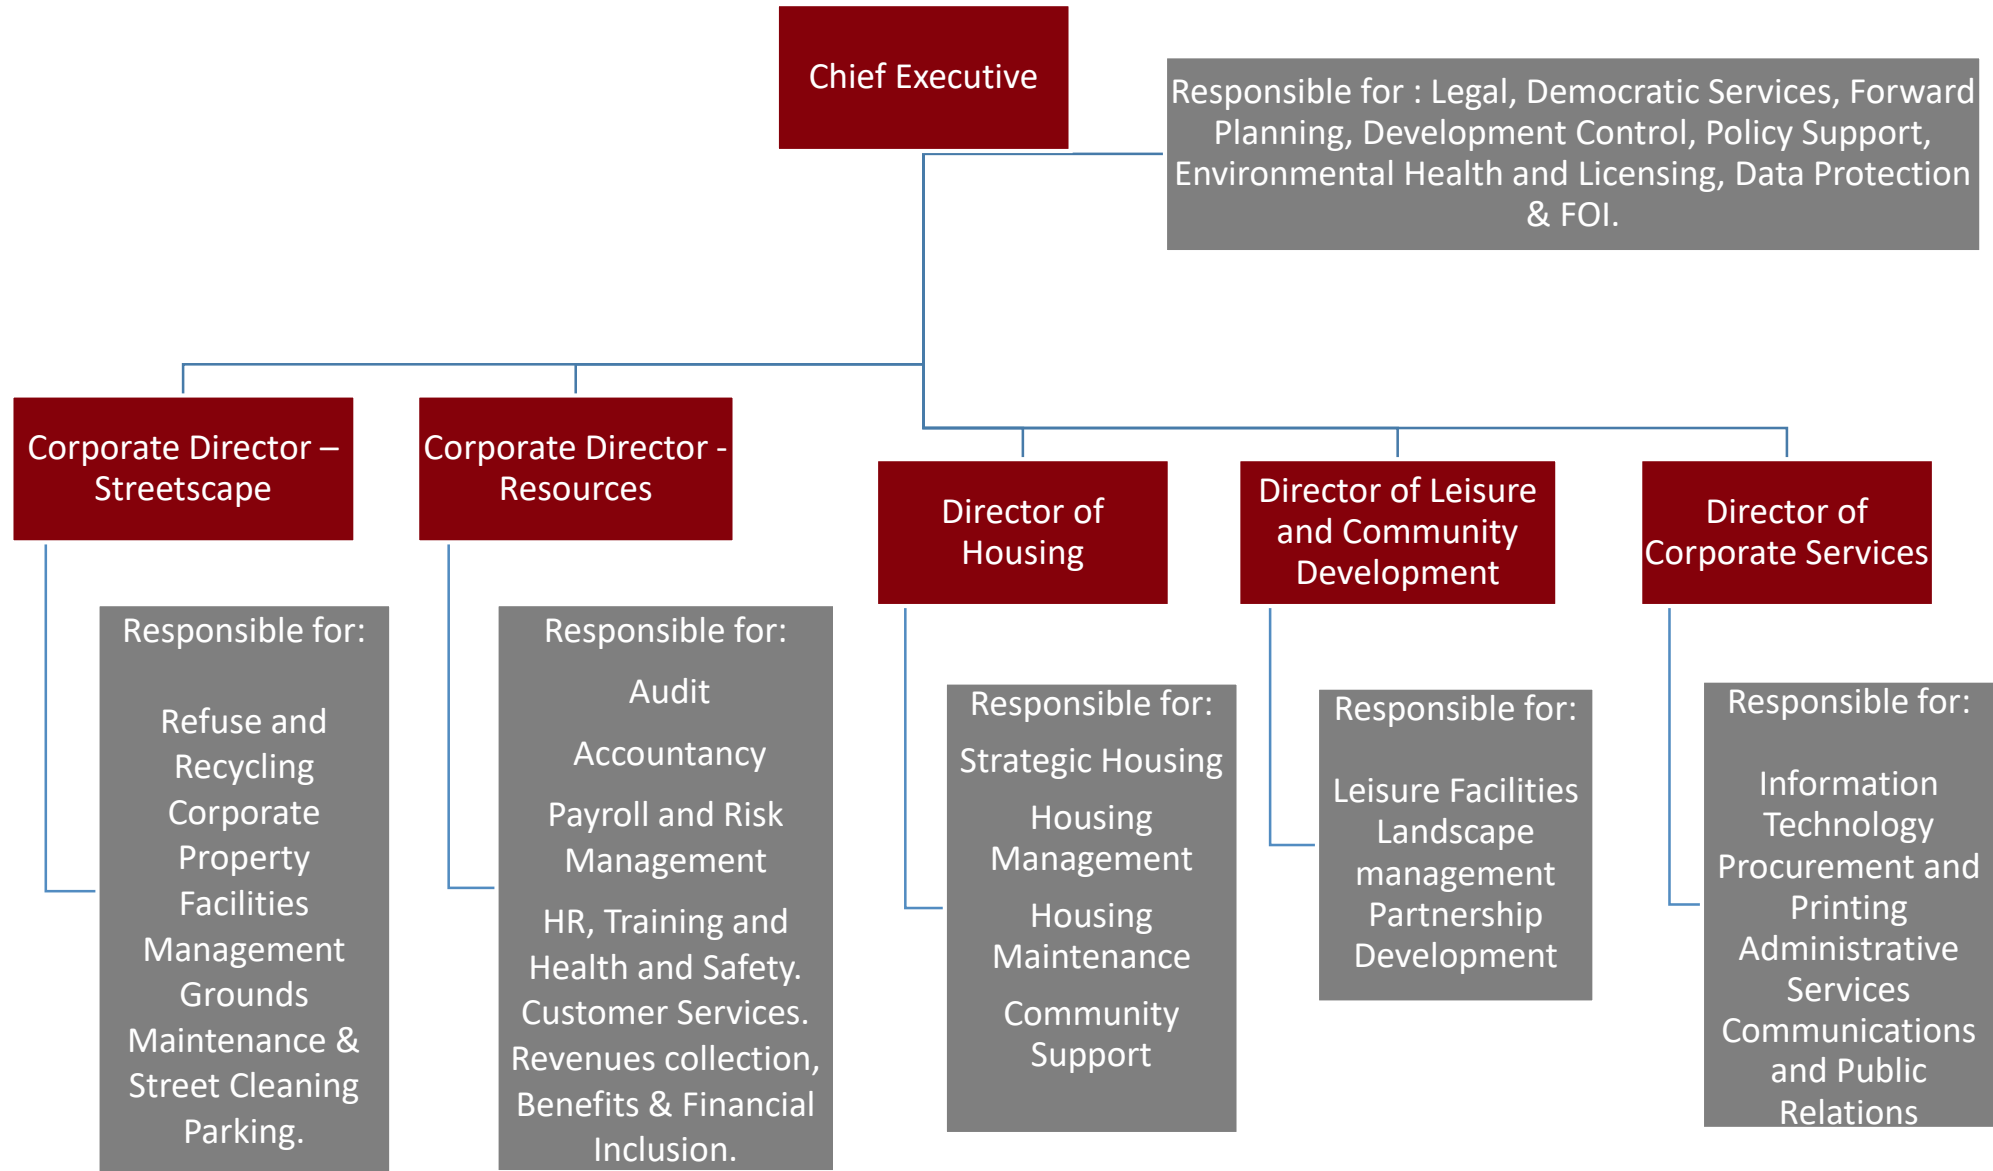 Chief Executive
Responsible for : Legal, Democratic Services, Forward
Planning, Development Control, Policy Support,
Environmental Health and Licensing, Data Protection
& FOI.
Corporate Director –
Streetscape
Responsible for:
Refuse and
Recycling
Corporate
Property
Facilities
Management
Grounds
Maintenance &
Street Cleaning
Parking.
Corporate Director -
Resources
Responsible for:
Audit
Accountancy
Payroll and Risk
Management
HR, Training and
Health and Safety.
Customer Services.
Revenues collection,
Benefits & Financial
Inclusion.
Director of
Housing
Responsible for:
Strategic Housing
Housing
Management
Housing
Maintenance
Community
Support
Director of Leisure
and Community
Development
Responsible for:
Leisure Facilities
Landscape
management
Partnership
Development
Director of
Corporate Services
Responsible for:
Information
Technology
Procurement and
Printing
Administrative
Services
Communications
and Public
Relations